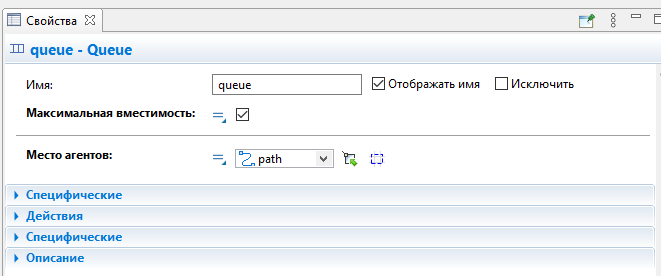 Свойства
queue - Queue
Имя: queue Отображать имя Исключить
Максимальная вместимость:
Место агентов: path
Специфические
Действия
Специфические
Описание